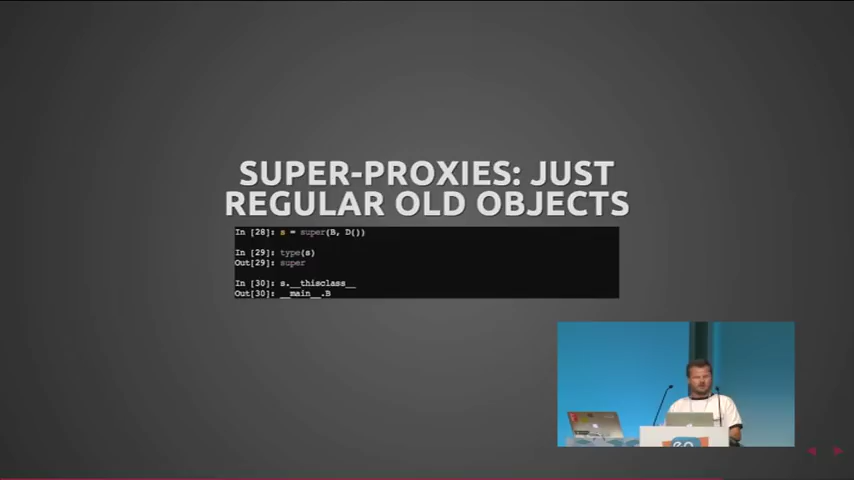 SUPER-PROXIES: JUST
REGULAR OLD OBJECTS
In [28]: s = super(B, D())
In [29]: type(s)
Out[29]: super
In [30]: s.__thisclass__
Out[30]: __main__.B